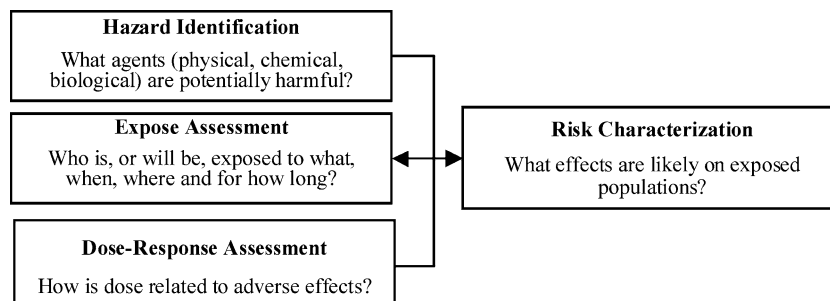 Hazard Identification
What agents (physical, chemical,
biological) are potentially harmful?
Expose Assessment
Who is, or will be, exposed to what,
when, where and for how long?
Dose-Response Assessment
How is dose related to adverse effects?
Risk Characterization
What effects are likely on exposed
populations?